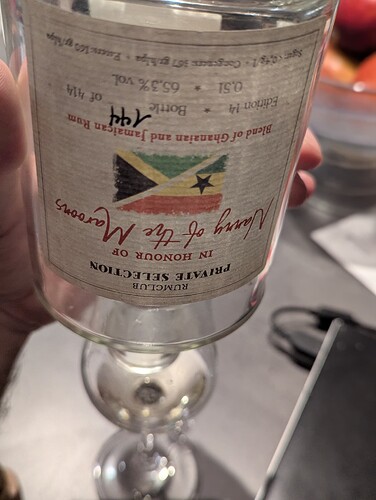 RUMCLUB
PRIVATE SELECTION
IN HONOUR OF
Nanny of the Maroons
Blend of Ghanaian and Jamaican Rum
Edition 14 Bottle 144 of 414
0.5l * 65.3% vol.